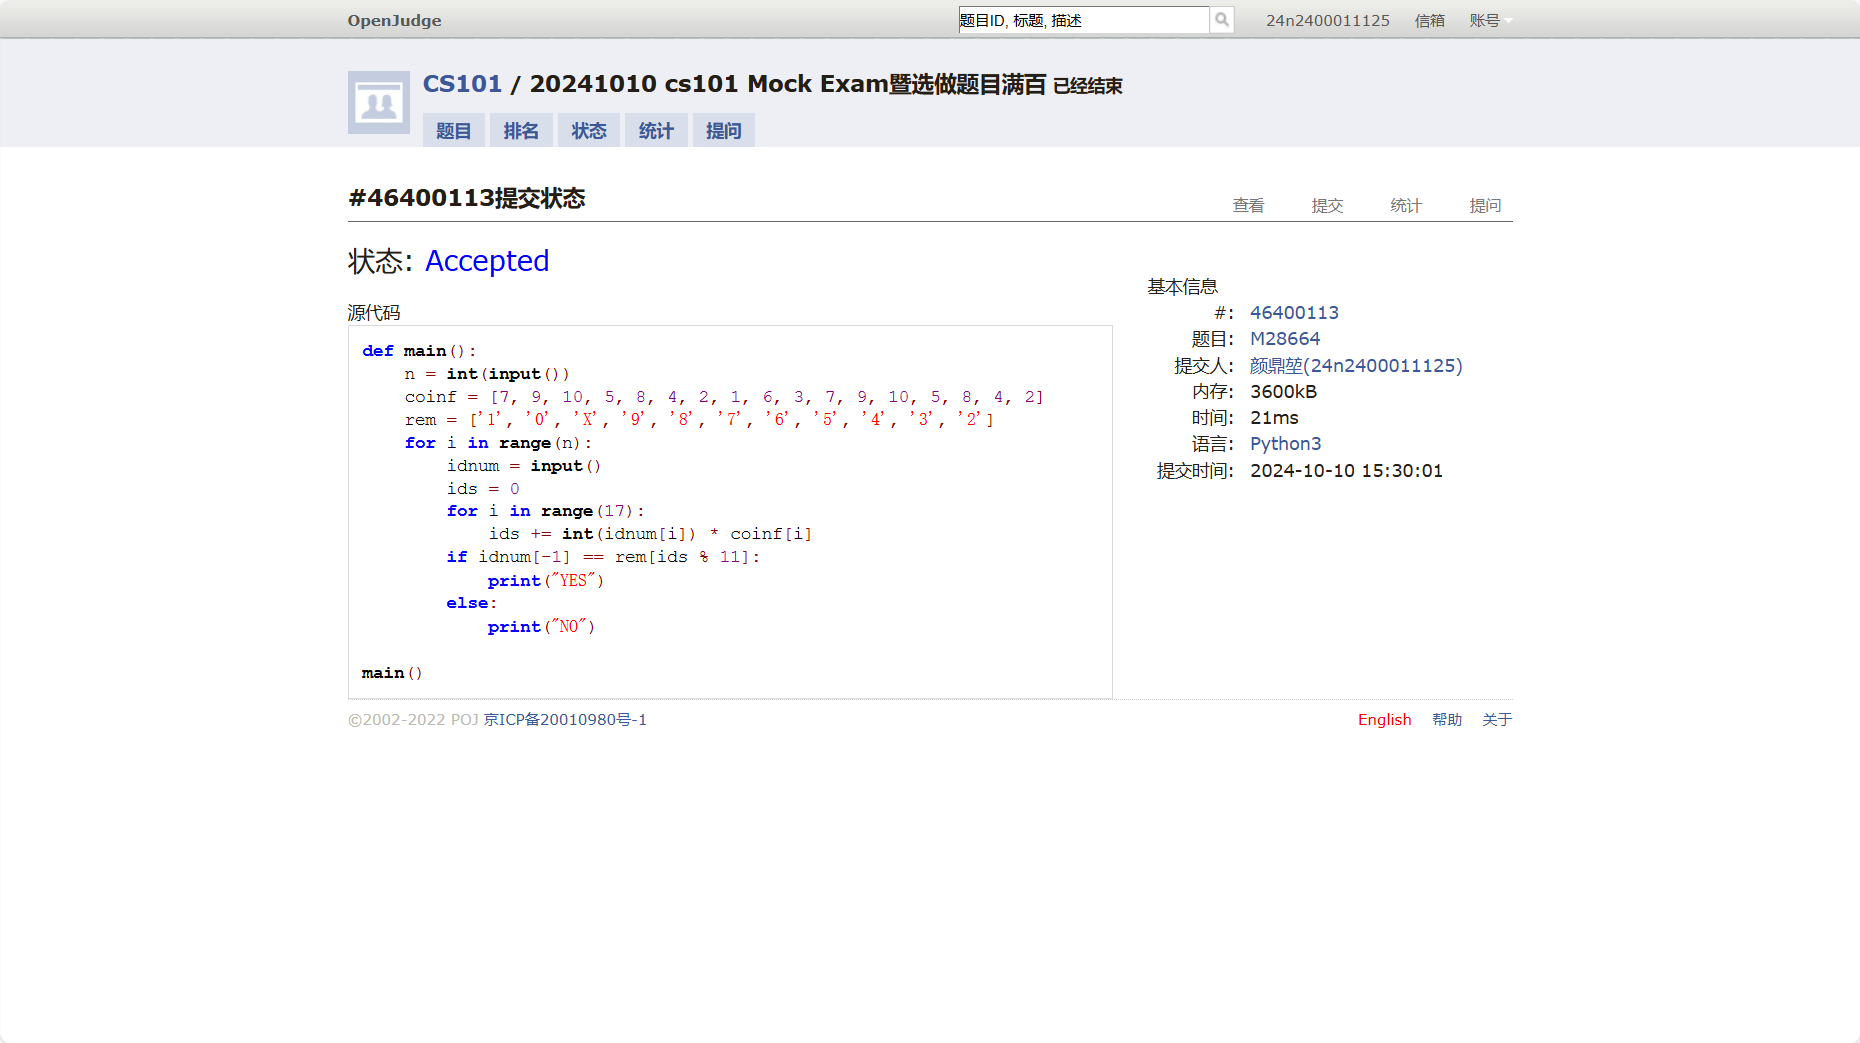 OpenJudge
题目ID, 标题, 描述
24n2400011125 信箱 账号
CS101 / 20241010 cs101 Mock Exam暨选做题目满百 已经结束
题目 排名 状态 统计 提问
#46400113提交状态
查看 提交 统计 提问
状态: Accepted
源代码
def main():
    n = int(input())
    coinf = [7, 9, 10, 5, 8, 4, 2, 1, 6, 3, 7, 9, 10, 5, 8, 4, 2]
    rem = ['1', '0', 'X', '9', '8', '7', '6', '5', '4', '3', '2']
    for i in range(n):
        idnum = input()
        ids = 0
        for i in range(17):
            ids += int(idnum[i]) * coinf[i]
        if idnum[-1] == rem[ids % 11]:
            print("YES")
        else:
            print("NO")
main()
基本信息
#: 46400113
题目: M28664
提交人: 颜鼎堃(24n2400011125)
内存: 3600kB
时间: 21ms
语言: Python3
提交时间: 2024-10-10 15:30:01
©2002-2022 POJ 京ICP备20010980号-1
English 帮助 关于